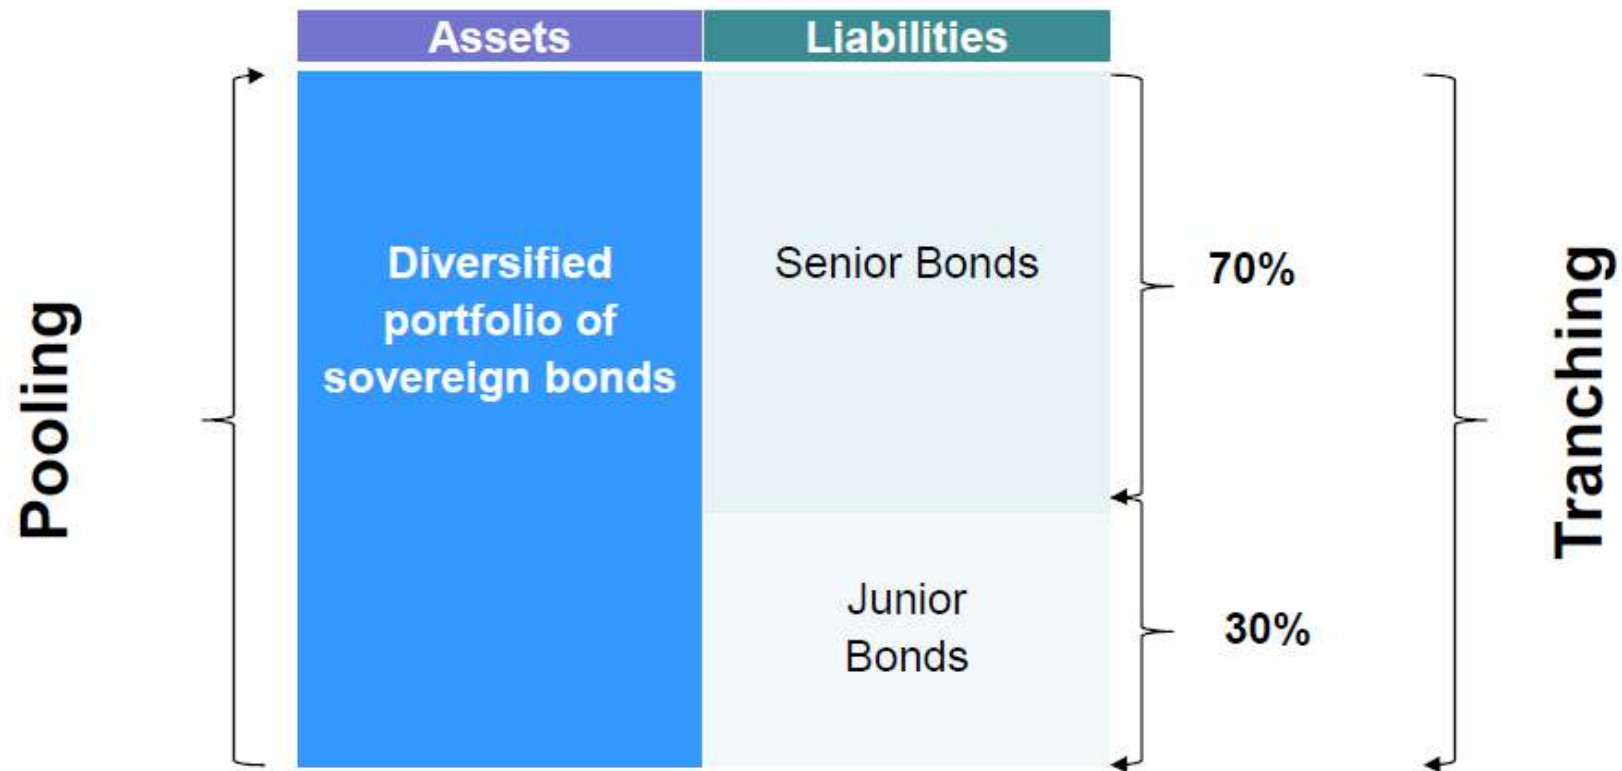 Assets
Liabilities
Pooling
Diversified
portfolio of
sovereign bonds
Senior Bonds
70%
Tranching
Junior
Bonds
30%